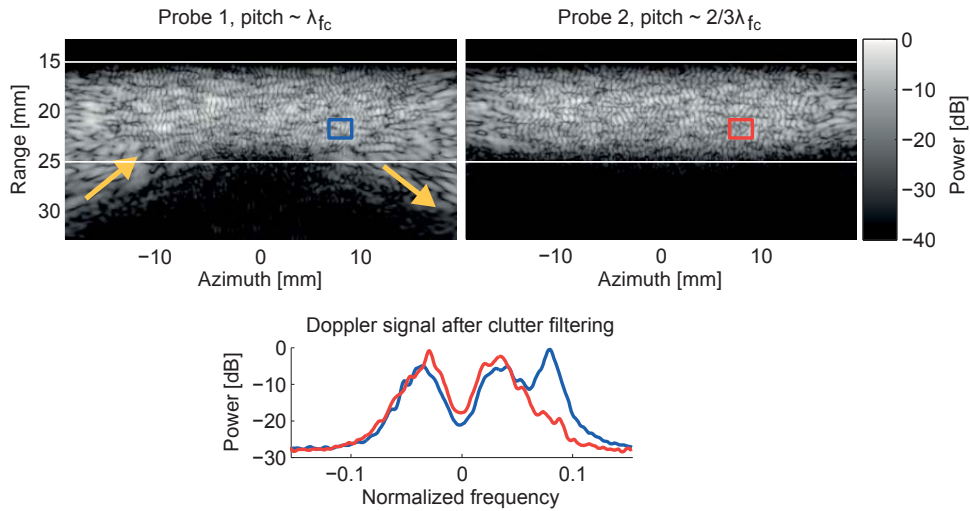 Probe 1, pitch ~ λfc
Probe 2, pitch ~ 2/3λfc
15
20
25
30
Range [mm]
−10 0 10
Azimuth [mm]
−10 0 10
Azimuth [mm]
0
−10
−20
−30
−40
Power [dB]
Doppler signal after clutter filtering
0
−10
−20
−30
Power [dB]
−0.1 0 0.1
Normalized frequency